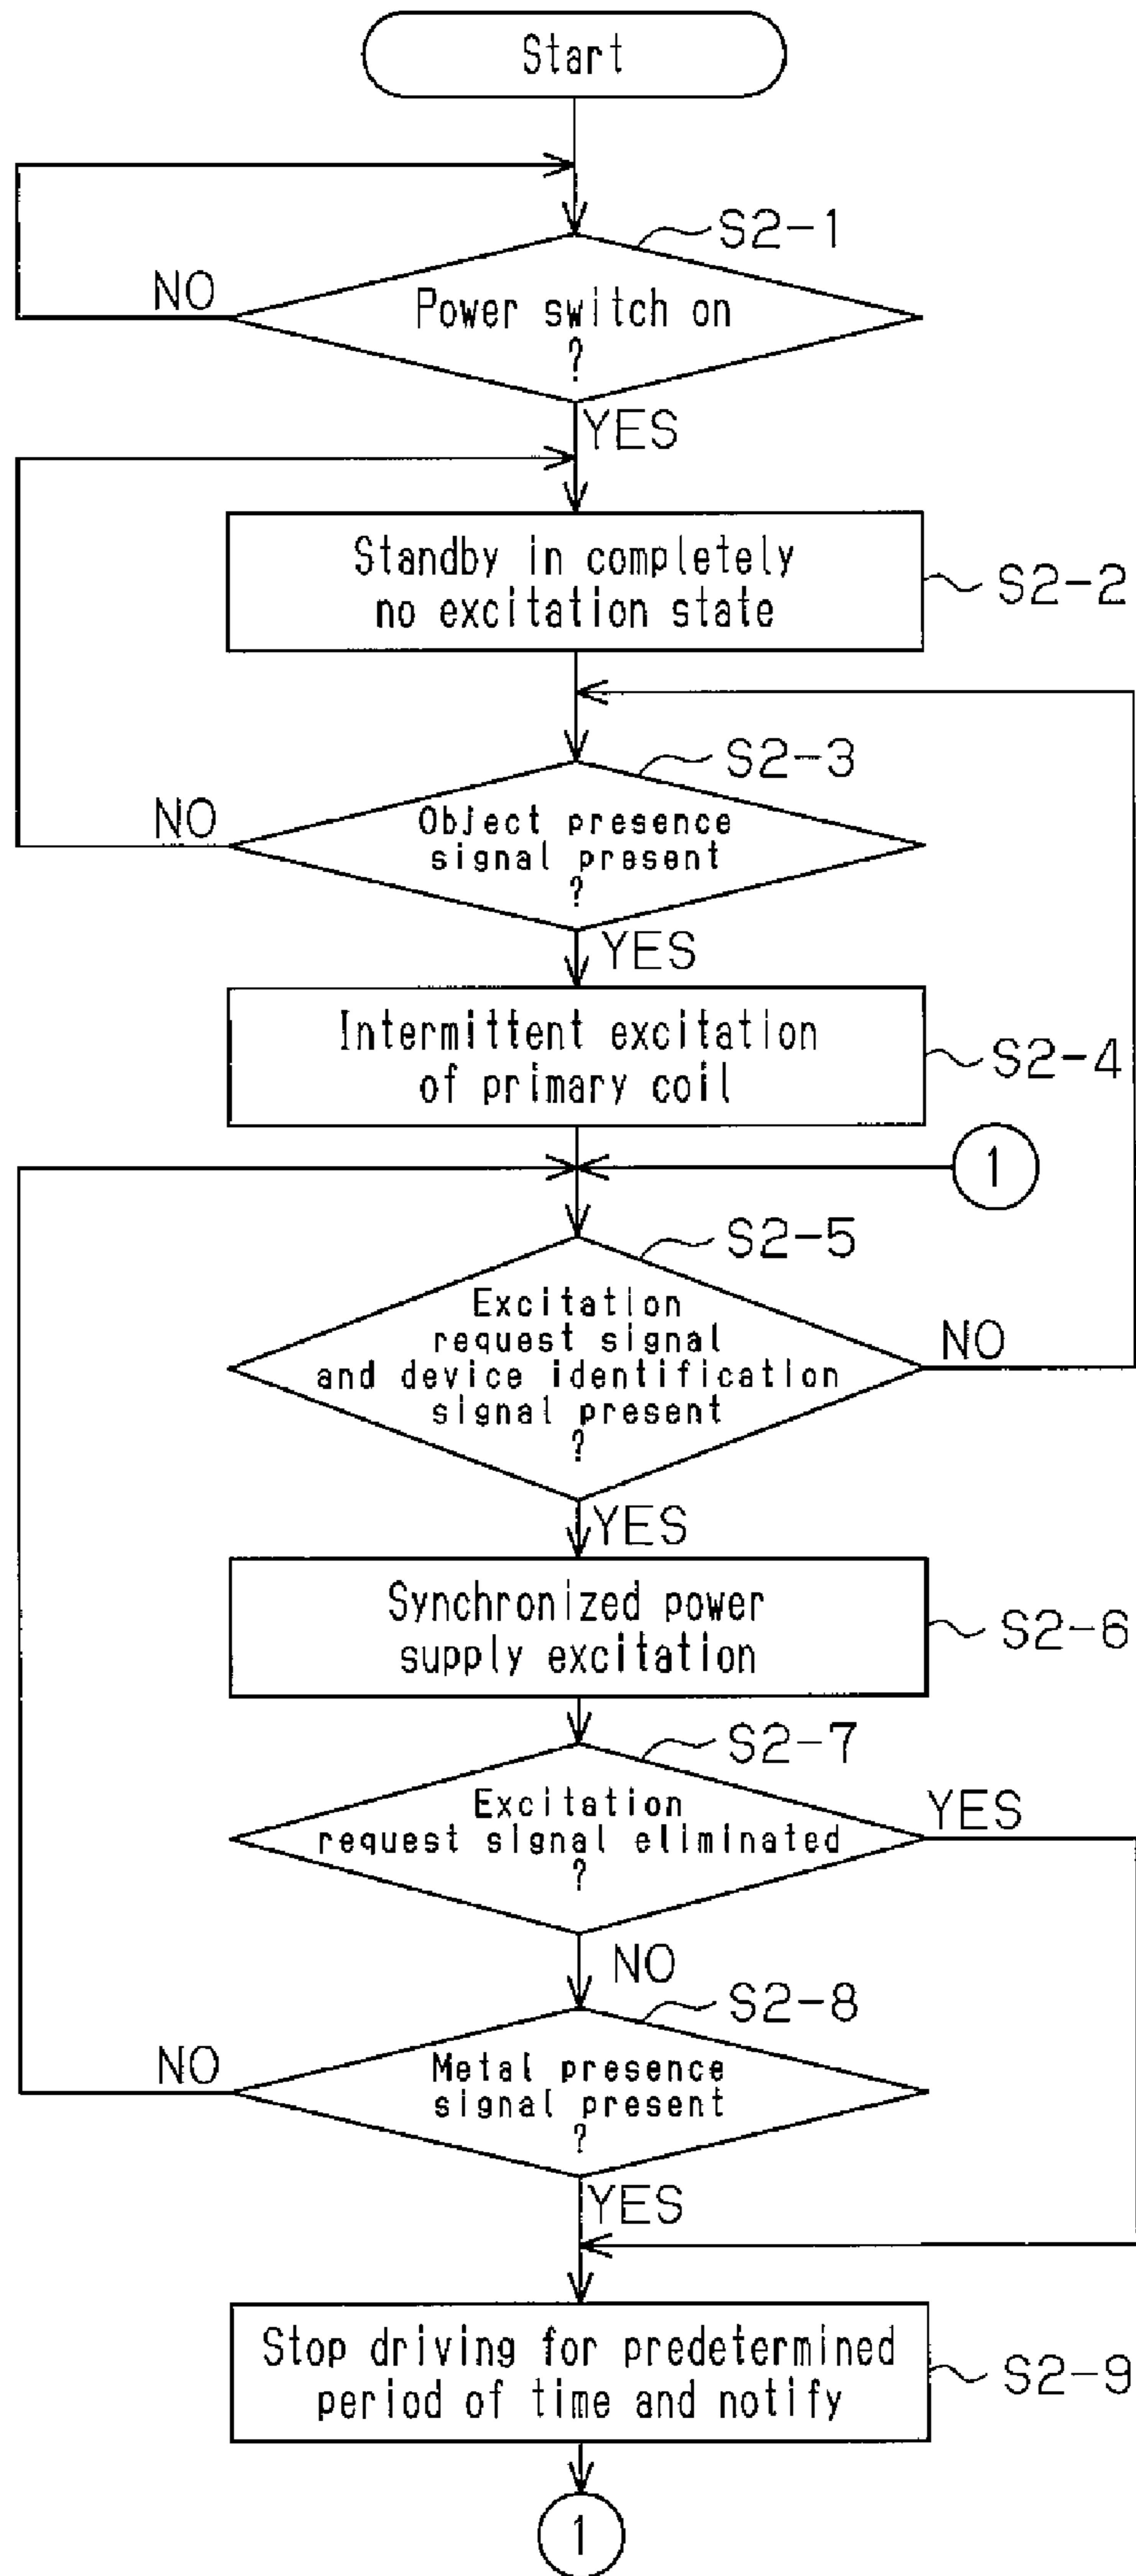 Start
S2-1
NO
Power switch on
?
YES
Standby in completely
no excitation state
S2-2
S2-3
NO
Object presence
signal present
?
YES
Intermittent excitation
of primary coil
S2-4
1
S2-5
Excitation
request signal
and device identification
signal present
?
NO
YES
Synchronized power
supply excitation
S2-6
S2-7
Excitation
request signal eliminated
?
YES
NO
S2-8
NO
Metal presence
signal present
?
YES
Stop driving for predetermined
period of time and notify
S2-9
1